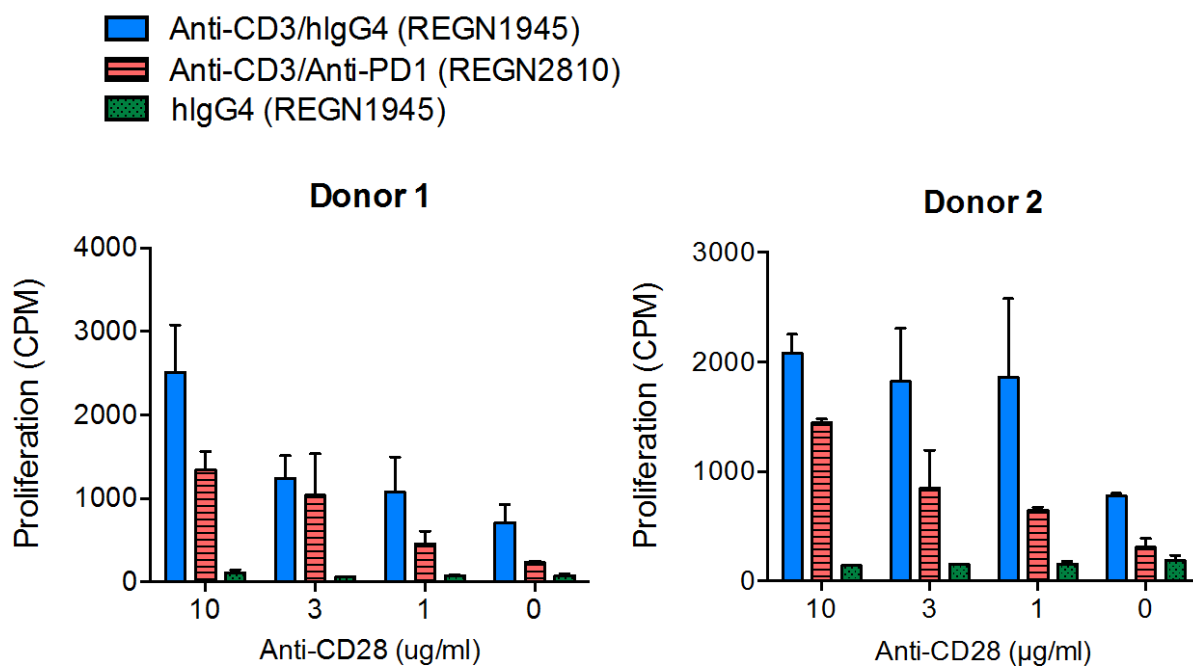 Anti-CD3/hIgG4 (REGN1945)
Anti-CD3/Anti-PD1 (REGN2810)
hIgG4 (REGN1945)
Donor 1
4000
3000
2000
1000
0
Proliferation (CPM)
10 3 1 0
Anti-CD28 (ug/ml)
Donor 2
3000
2000
1000
0
Proliferation (CPM)
10 3 1 0
Anti-CD28 (µg/ml)